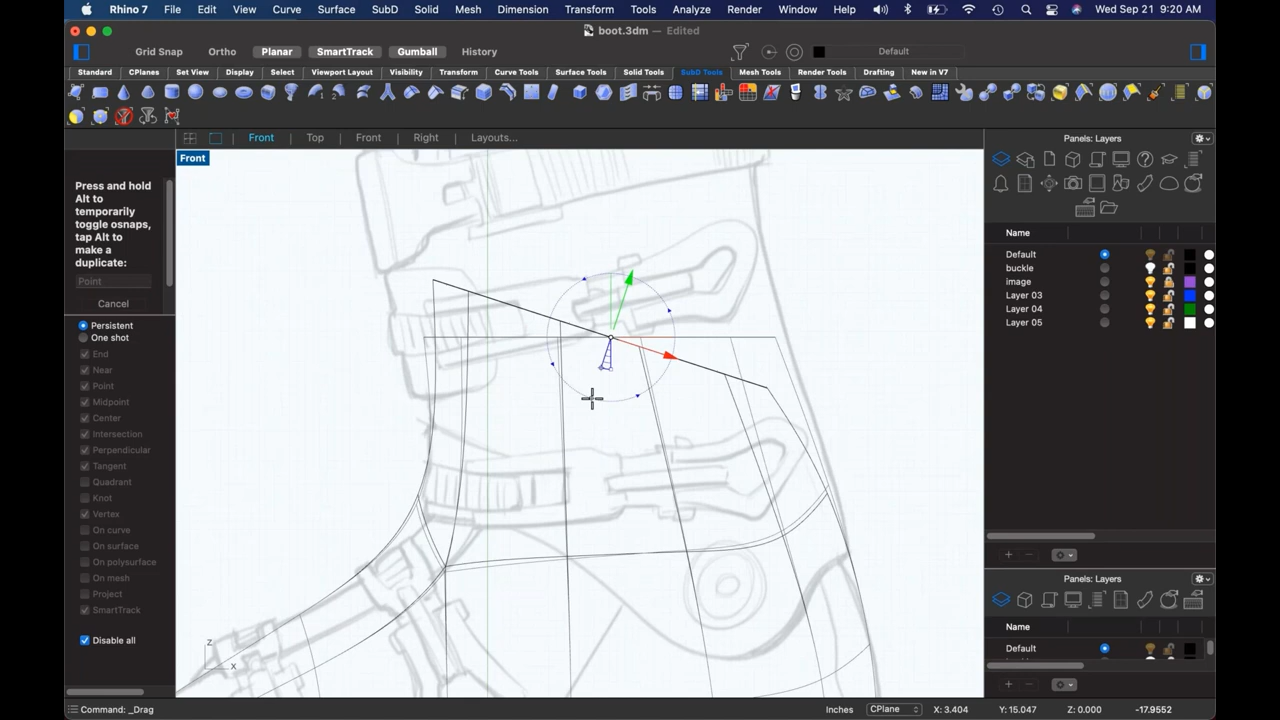 Rhino 7 File Edit View Curve Surface SubD Solid Mesh Dimension Transform Tools Analyze Render Window Help Wed Sep 21 9:20 AM
boot.3dm — Edited
Grid Snap Ortho Planar SmartTrack Gumball History Default
Standard CPlanes Set View Display Select Viewport Layout Visibility Transform Curve Tools Surface Tools Solid Tools SubD Tools Mesh Tools Render Tools Drafting New in V7
Front Top Front Right Layouts...
Panels: Layers
Front
Press and hold
Alt to
temporarily
toggle osnaps,
tap Alt to
make a
duplicate:
Point
Cancel
Persistent
One shot
End
Near
Point
Midpoint
Center
Intersection
Perpendicular
Tangent
Quadrant
Knot
Vertex
On curve
On surface
On polysurface
On mesh
Project
SmartTrack
Disable all
Z
X
Name
Default
buckle
image
Layer 03
Layer 04
Layer 05
Panels: Layers
Name
Default
Command: _Drag
Inches CPlane X: 3.404 Y: 15.047 Z: 0.000 -17.9552